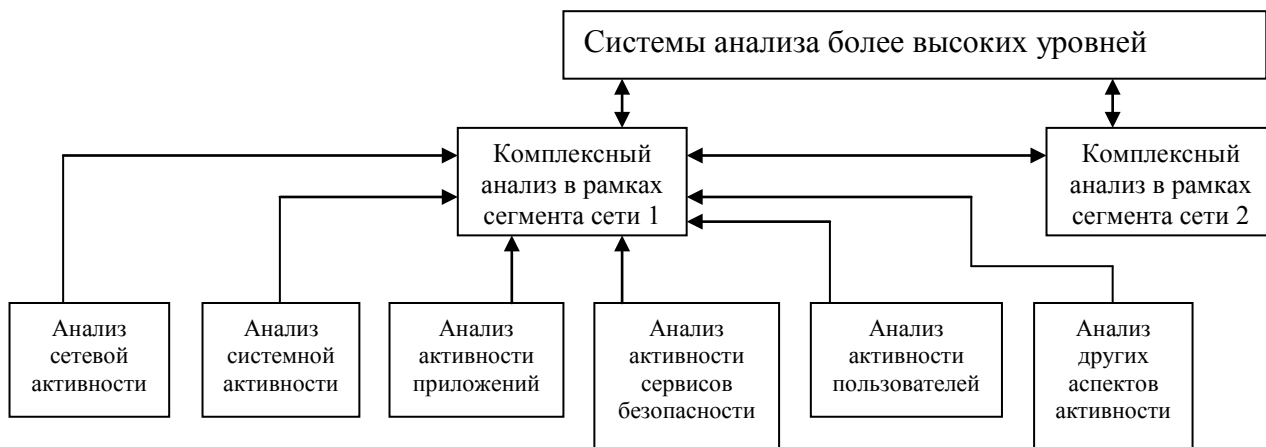 Системы анализа более высоких уровней
Комплексный
анализ в рамках
сегмента сети 1
Комплексный
анализ в рамках
сегмента сети 2
Анализ
сетевой
активности
Анализ
системной
активности
Анализ
активности
приложений
Анализ
активности
сервисов
безопасности
Анализ
активности
пользователей
Анализ
других
аспектов
активности